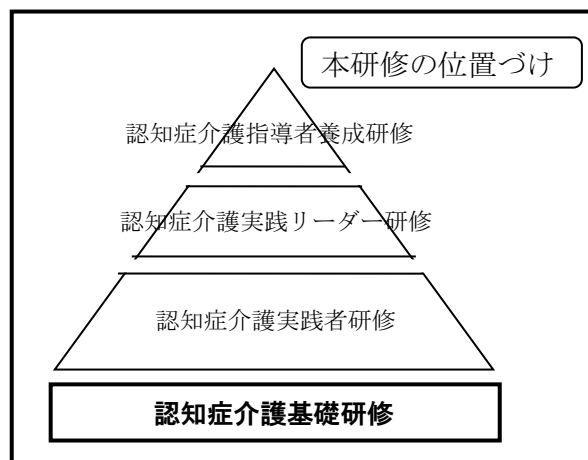 本研修の位置づけ
認知症介護指導者養成研修
認知症介護実践リーダー研修
認知症介護実践者研修
認知症介護基礎研修